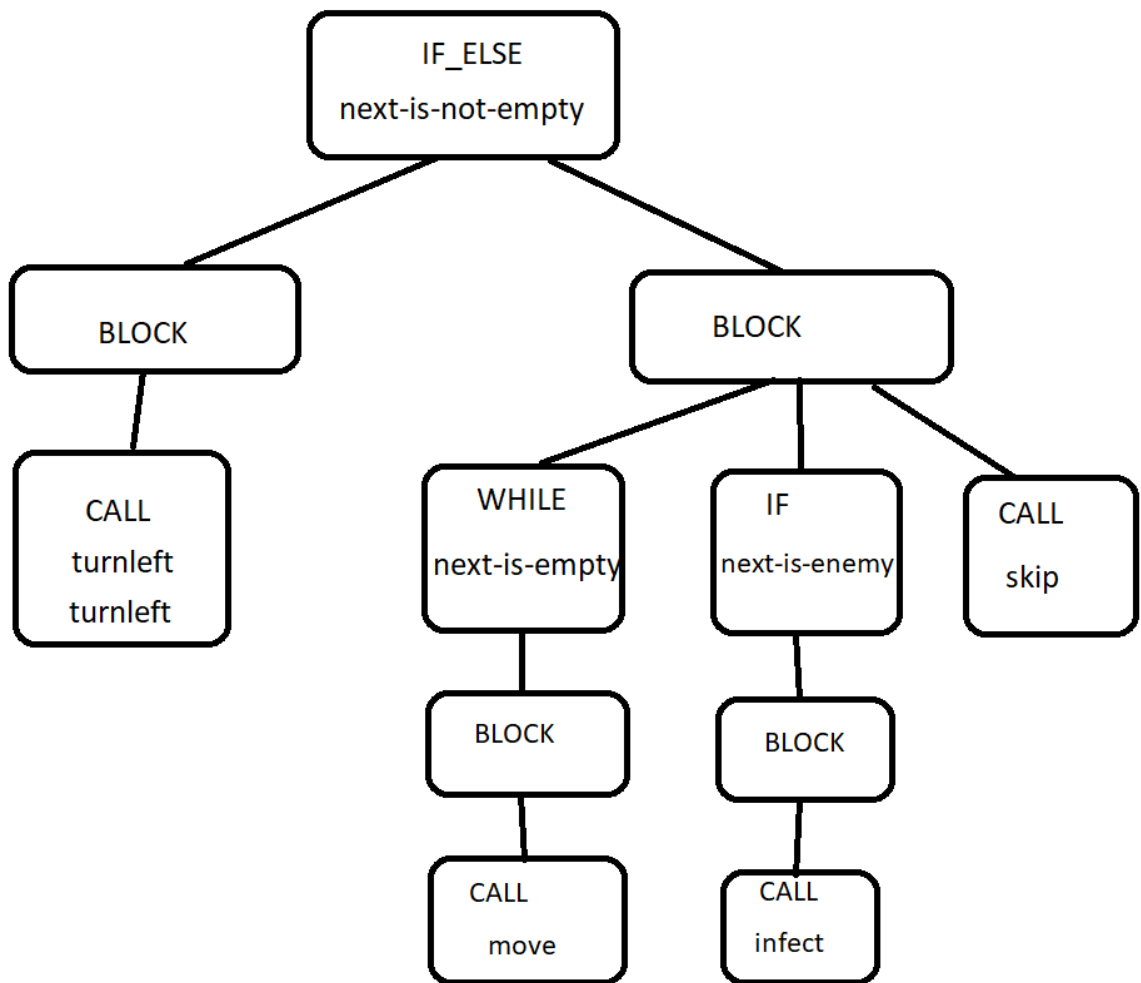 IF_ELSE
next-is-not-empty
BLOCK
BLOCK
CALL
turnleft
turnleft
WHILE
next-is-empty
IF
next-is-enemy
CALL
skip
BLOCK
BLOCK
CALL
move
CALL
infect